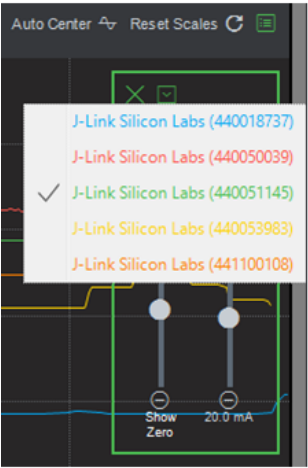 Auto Center Reset Scales
J-Link Silicon Labs (440018737)
J-Link Silicon Labs (440050039)
J-Link Silicon Labs (440051145)
J-Link Silicon Labs (440053983)
J-Link Silicon Labs (441100108)
Show 20.0 mA
Zero